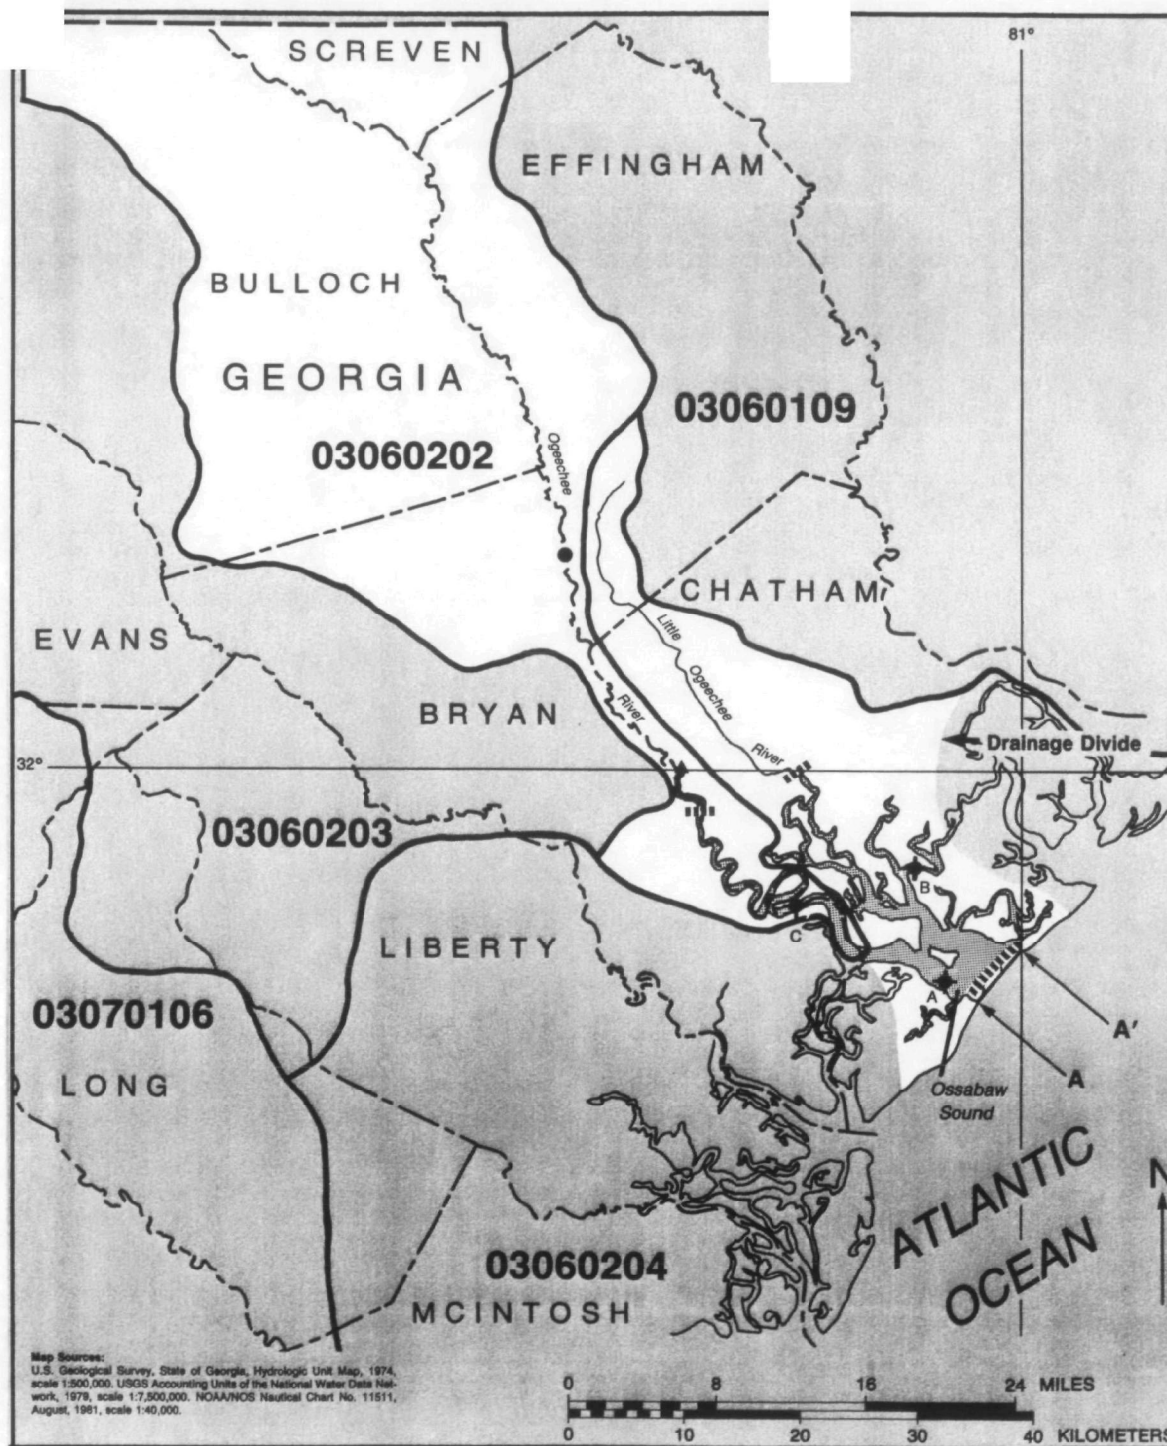 81°
SCREVEN
EFFINGHAM
BULLOCH
GEORGIA
03060109
03060202
Ogeechee
CHATHAM
Little
EVANS
Ogeechee
River
BRYAN
River
Drainage Divide
32°
03060203
B
C
LIBERTY
A
03070106
A'
LONG
A
Ossabaw
Sound
ATLANTIC
OCEAN
N
03060204
MCINTOSH
Map Sources:
U.S. Geological Survey, State of Georgia, Hydrologic Unit Map, 1974,
scale 1:500,000. USGS Accounting Units of the National Water Data Net-
work, 1979, scale 1:7,500,000. NOAA/NOS Nautical Chart No. 11511,
August, 1981, scale 1:40,000.
0 8 16 24 MILES
0 10 20 30 40 KILOMETERS